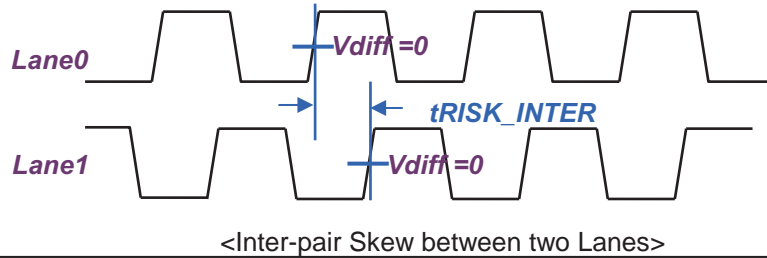 Lane0
Vdiff =0
tRISK_INTER
Lane1
Vdiff =0
<Inter-pair Skew between two Lanes>